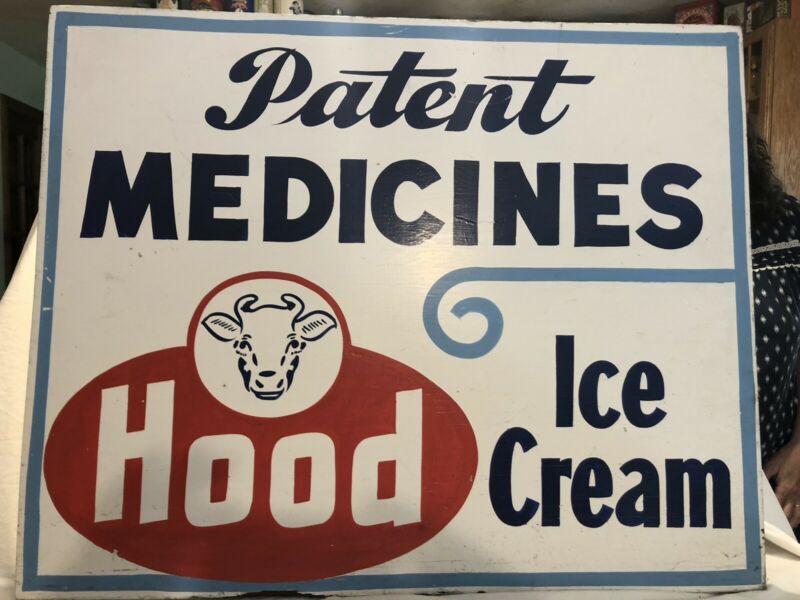 Patent
MEDICINES
Hood
Ice
Cream